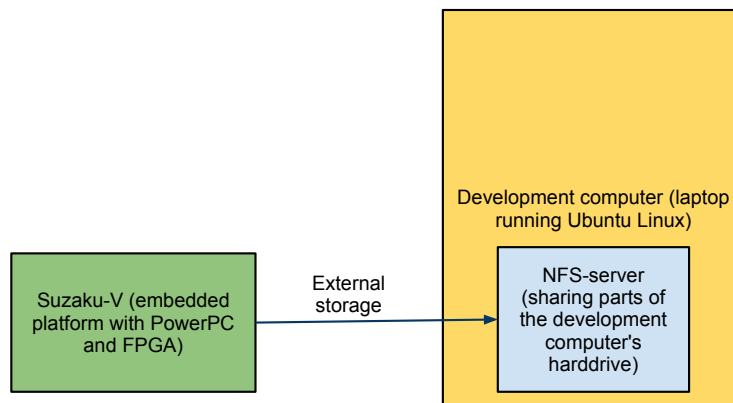 Development computer (laptop
running Ubuntu Linux)
Suzaku-V (embedded
platform with PowerPC
and FPGA)
External
storage
NFS-server
(sharing parts of
the development
computer's
harddrive)